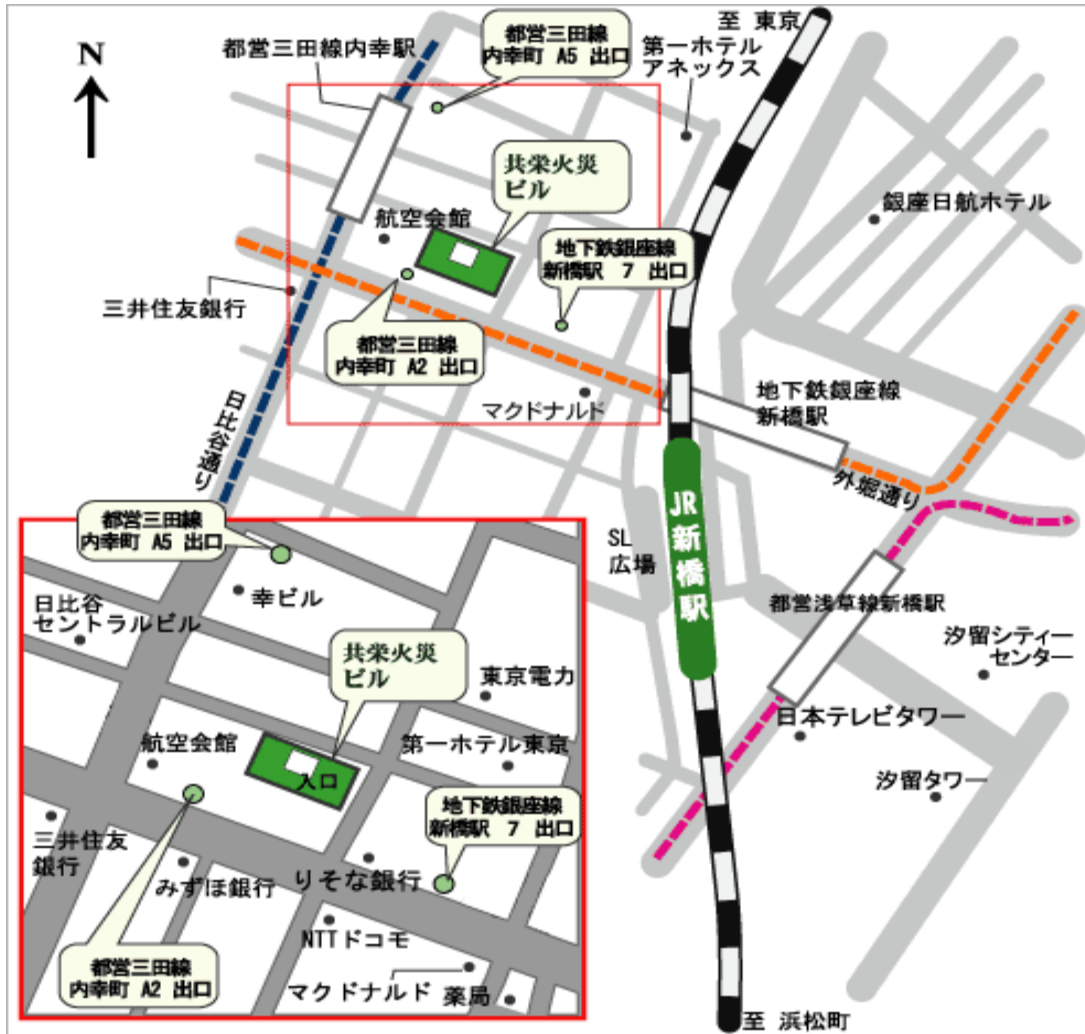 至 東京
都営三田線内幸駅
都営三田線
内幸町 A5 出口
第一ホテル
アネックス
N
共栄火災
ビル
銀座日航ホテル
航空会館
地下鉄銀座線
新橋駅 7 出口
三井住友銀行
都営三田線
内幸町 A2 出口
マクドナルド
地下鉄銀座線
新橋駅
日比谷通り
外堀通り
JR新橋駅
SL
広場
都営浅草線新橋駅
汐留シティー
センター
日本テレビタワー
汐留タワー
至 浜松町
都営三田線
内幸町 A5 出口
幸ビル
日比谷
セントラルビル
共栄火災
ビル
東京電力
航空会館
第一ホテル東京
入口
地下鉄銀座線
新橋駅 7 出口
三井住友
銀行
みずほ銀行
りそな銀行
NTTドコモ
都営三田線
内幸町 A2 出口
マクドナルド
薬局